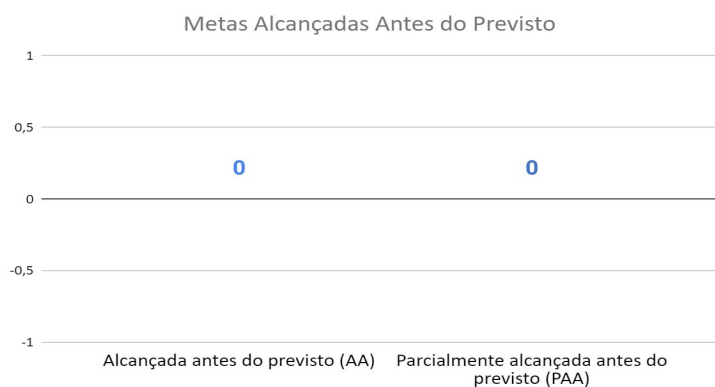 Metas Alcançadas Antes do Previsto
1
0,5
0 0
0
-0,5
-1
Alcançada antes do previsto (AA)
Parcialmente alcançada antes do
previsto (PAA)